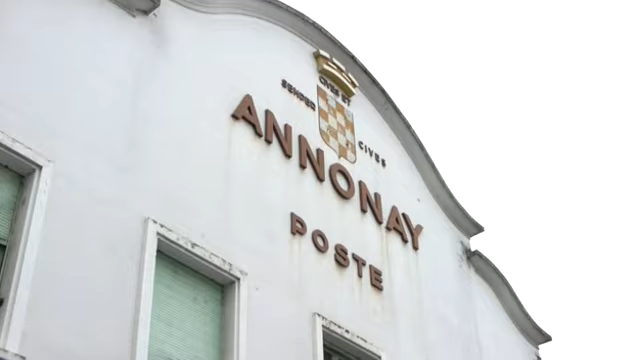 CIVES ET
SEMPER
CIVES
ANNONAY
POSTE